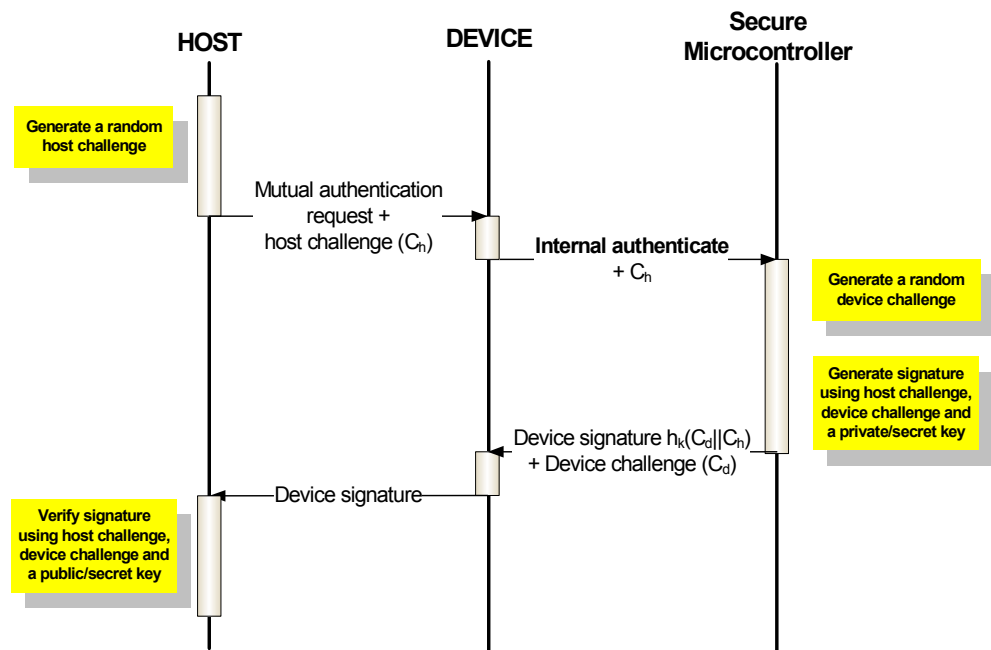 HOST
DEVICE
Secure
Microcontroller
Generate a random
host challenge
Mutual authentication
request +
host challenge (Cₕ)
Internal authenticate
+ Cₕ
Generate a random
device challenge
Generate signature
using host challenge,
device challenge and
a private/secret key
Device signature hₖ(C_d||Cₕ)
+ Device challenge (C_d)
Device signature
Verify signature
using host challenge,
device challenge and
a public/secret key